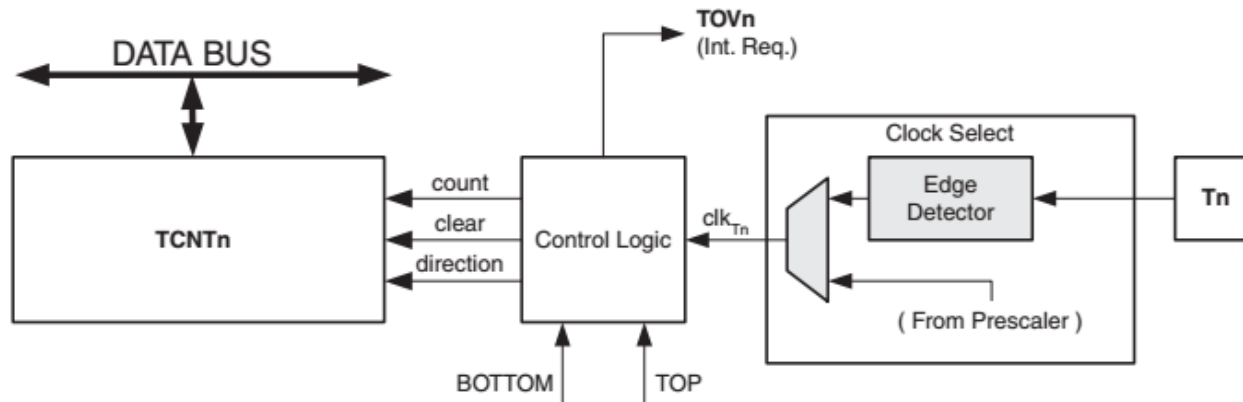 TOVn
(Int. Req.)
DATA BUS
Clock Select
count
Edge
Detector
Tn
TCNTn
clear
Control Logic
clkTn
direction
( From Prescaler )
BOTTOM
TOP